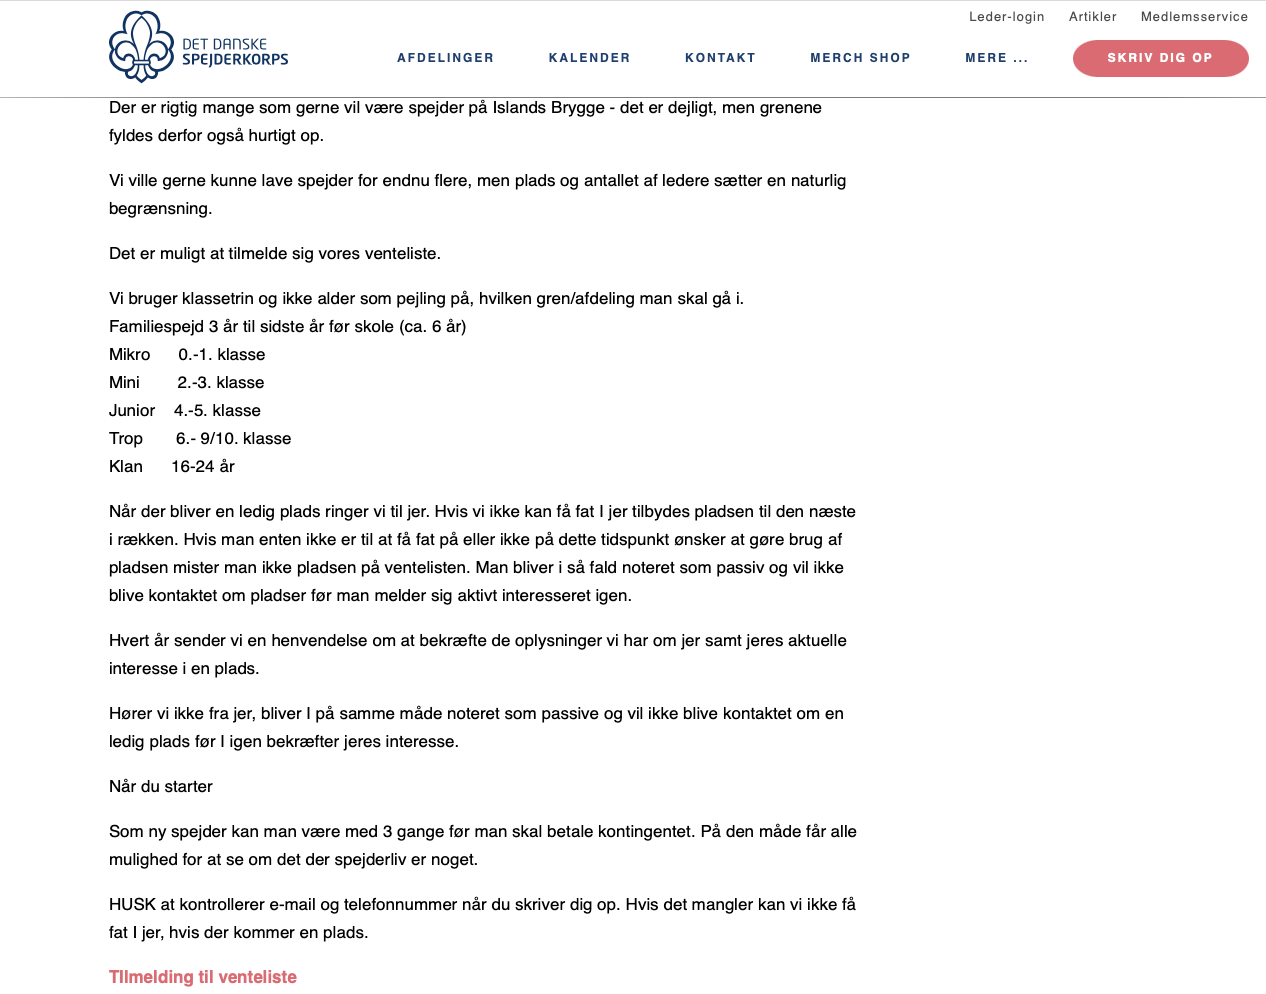 Leder-login Artikler Medlemsservice
DET DANSKE
SPEJDERKORPS
AFDELINGER KALENDER KONTAKT MERCH SHOP MERE ... SKRIV DIG OP
Der er rigtig mange som gerne vil være spejder på Islands Brygge - det er dejligt, men grenene
fyldes derfor også hurtigt op.
Vi ville gerne kunne lave spejder for endnu flere, men plads og antallet af ledere sætter en naturlig
begrænsning.
Det er muligt at tilmelde sig vores venteliste.
Vi bruger klassetrin og ikke alder som pejling på, hvilken gren/afdeling man skal gå i.
Familiespejd 3 år til sidste år før skole (ca. 6 år)
Mikro 0.-1. klasse
Mini 2.-3. klasse
Junior 4.-5. klasse
Trop 6.- 9/10. klasse
Klan 16-24 år
Når der bliver en ledig plads ringer vi til jer. Hvis vi ikke kan få fat I jer tilbydes pladsen til den næste
i rækken. Hvis man enten ikke er til at få fat på eller ikke på dette tidspunkt ønsker at gøre brug af
pladsen mister man ikke pladsen på ventelisten. Man bliver i så fald noteret som passiv og vil ikke
blive kontaktet om pladser før man melder sig aktivt interesseret igen.
Hvert år sender vi en henvendelse om at bekræfte de oplysninger vi har om jer samt jeres aktuelle
interesse i en plads.
Hører vi ikke fra jer, bliver I på samme måde noteret som passive og vil ikke blive kontaktet om en
ledig plads før I igen bekræfter jeres interesse.
Når du starter
Som ny spejder kan man være med 3 gange før man skal betale kontingentet. På den måde får alle
mulighed for at se om det der spejderliv er noget.
HUSK at kontrollerer e-mail og telefonnummer når du skriver dig op. Hvis det mangler kan vi ikke få
fat I jer, hvis der kommer en plads.
TIlmelding til venteliste